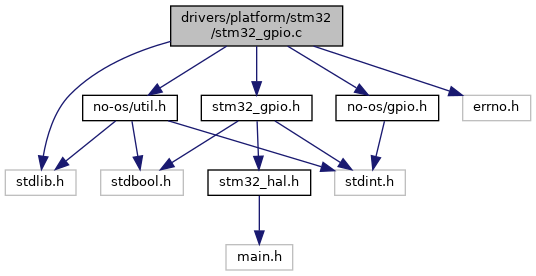 drivers/platform/stm32
/stm32_gpio.c
no-os/util.h
stm32_gpio.h
no-os/gpio.h
errno.h
stdlib.h
stdbool.h
stm32_hal.h
stdint.h
main.h